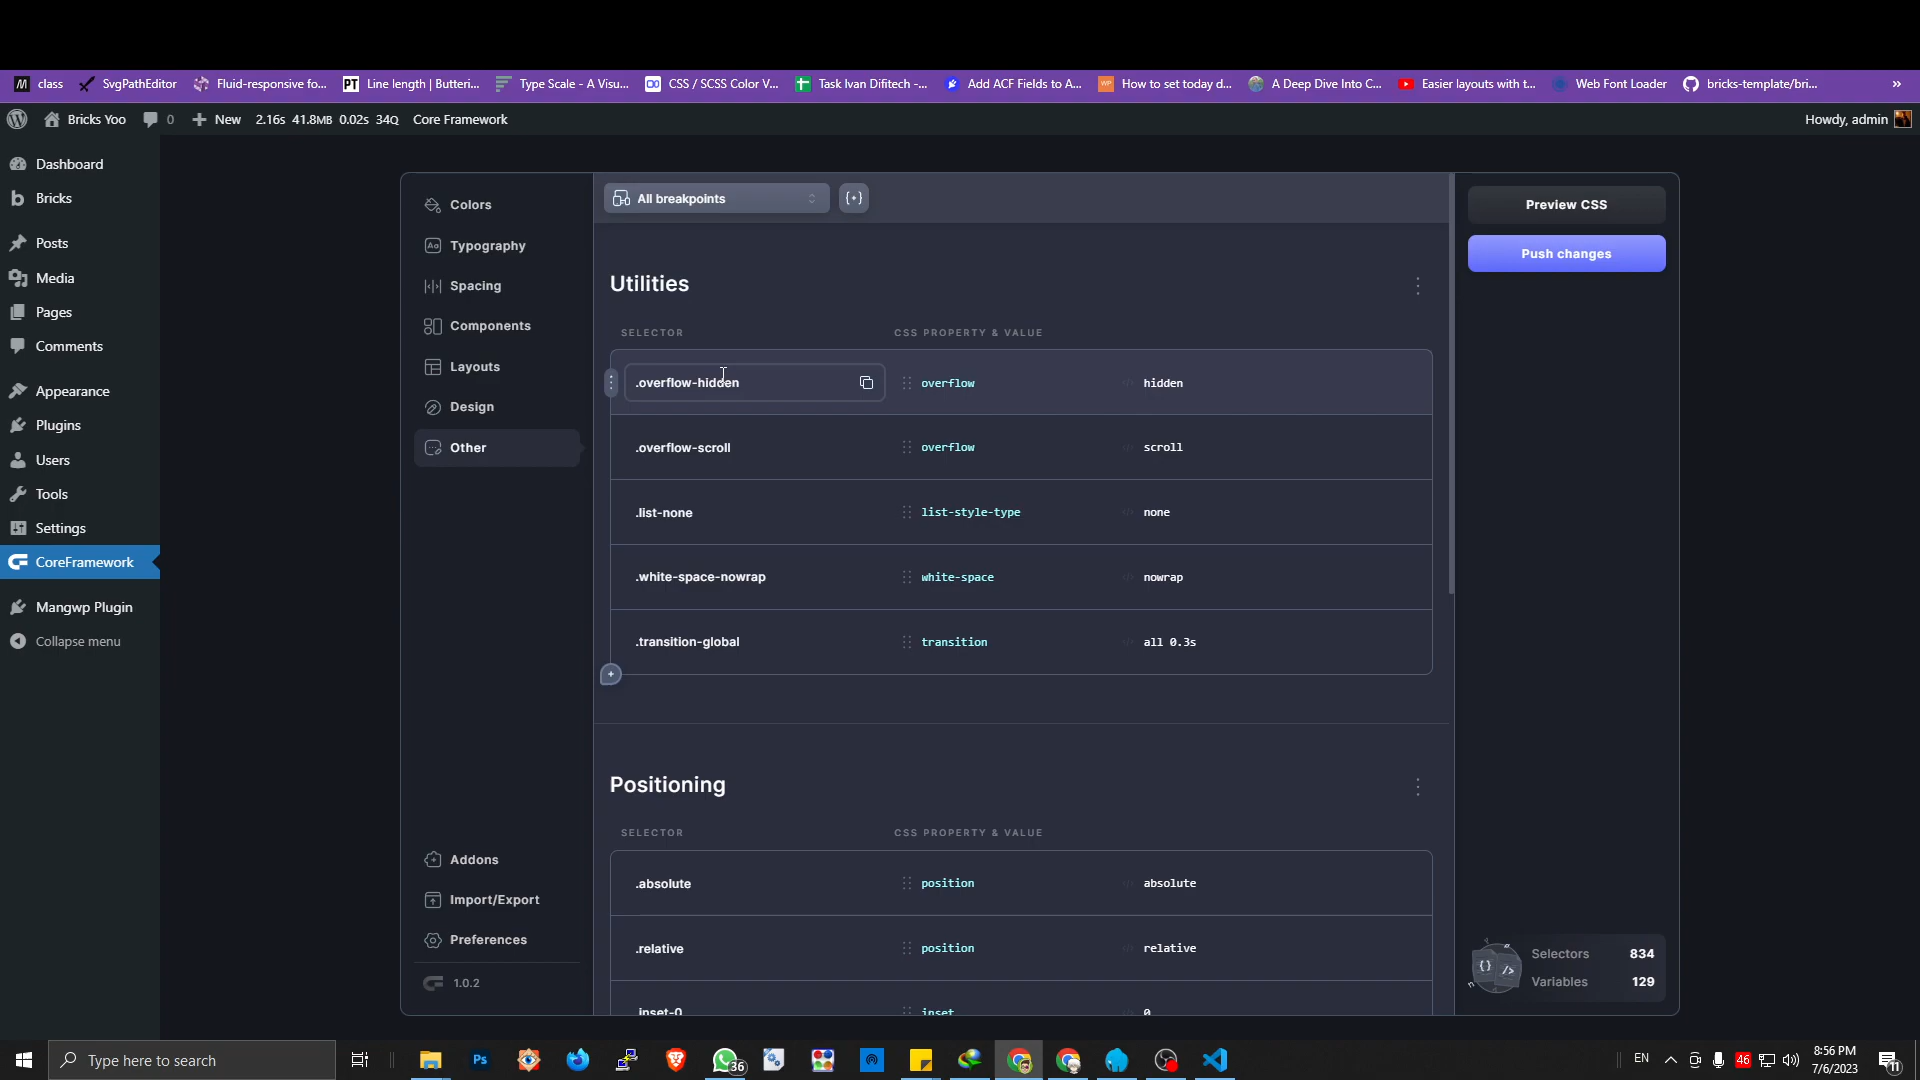 class SvgPathEditor Fluid-responsive fo... PT Line length | Butteri... Type Scale - A Visu... CSS / SCSS Color V... Task Ivan Difitech -... Add ACF Fields to A... WP How to set today d... A Deep Dive Into C... Easier layouts with t... Web Font Loader bricks-template/bri... »
Bricks Yoo 0 New 2.16s 41.8MB 0.02s 34Q Core Framework Howdy, admin
Dashboard
Bricks
Posts
Media
Pages
Comments
Appearance
Plugins
Users
Tools
Settings
CoreFramework
Mangwp Plugin
Collapse menu
Colors
Typography
Spacing
Components
Layouts
Design
Other
Addons
Import/Export
Preferences
1.0.2
All breakpoints
Utilities
SELECTOR CSS PROPERTY & VALUE
.overflow-hidden overflow hidden
.overflow-scroll overflow scroll
.list-none list-style-type none
.white-space-nowrap white-space nowrap
.transition-global transition all 0.3s
Positioning
SELECTOR CSS PROPERTY & VALUE
.absolute position absolute
.relative position relative
.inset-0 inset 0
Preview CSS
Push changes
Selectors 834
Variables 129
Type here to search
Ps
36
46
EN
8:56 PM
7/6/2023
11